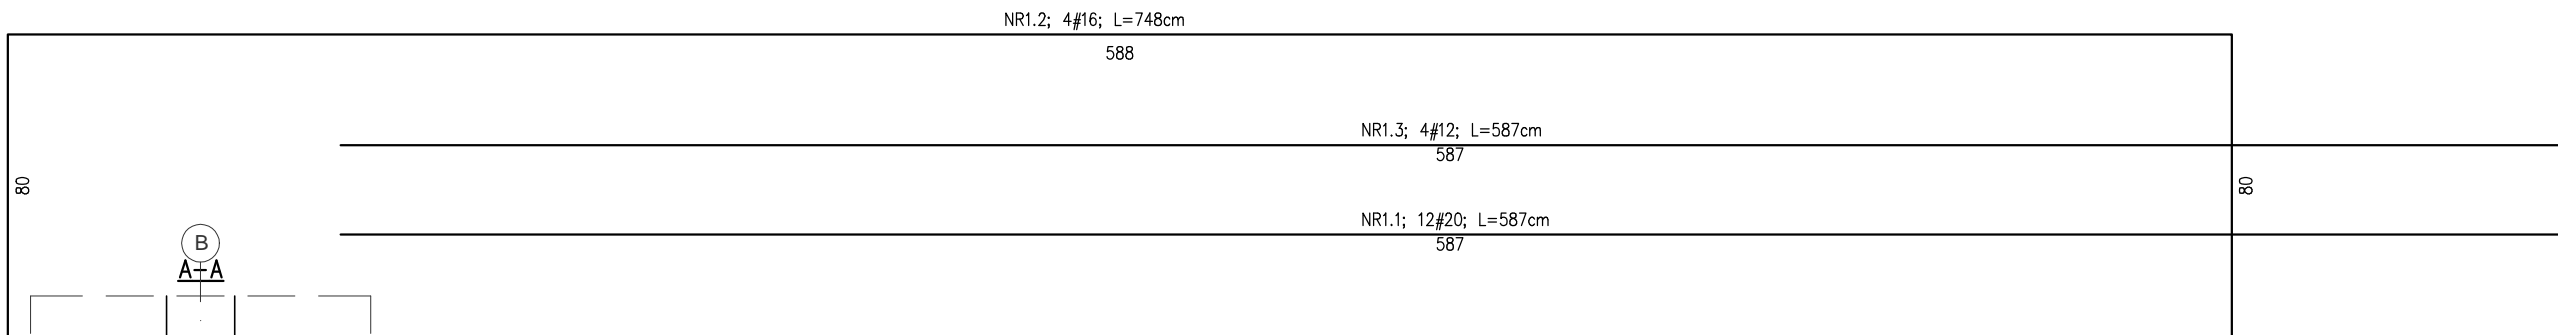 NR1.2; 4#16; L=748cm
588
NR1.3; 4#12; L=587cm
587
80
80
NR1.1; 12#20; L=587cm
587
B
A-A